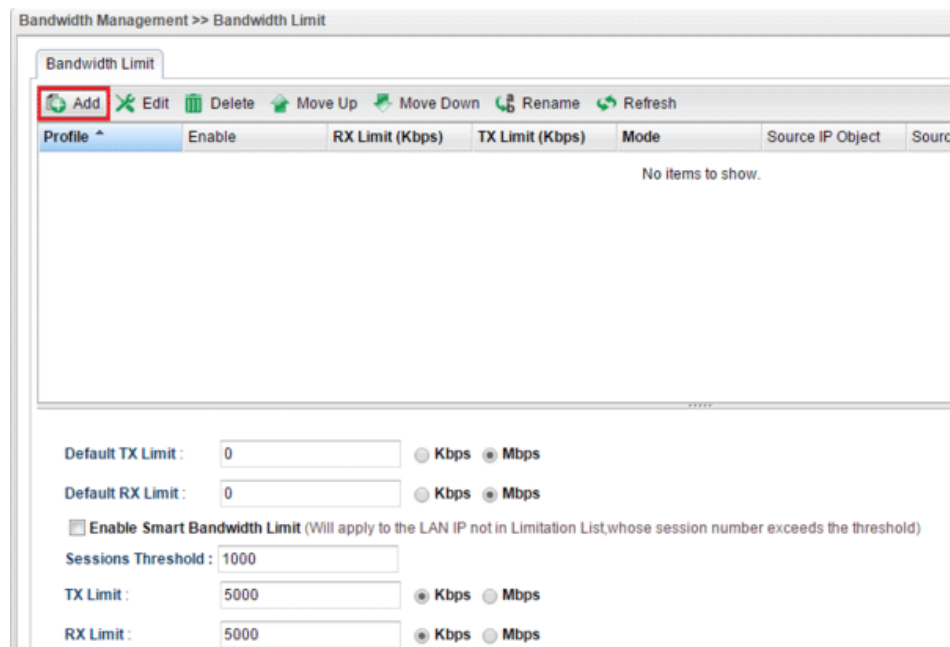 Bandwidth Management >> Bandwidth Limit
Bandwidth Limit
Add Edit Delete Move Up Move Down Rename Refresh
Profile Enable RX Limit (Kbps) TX Limit (Kbps) Mode Source IP Object Sourc
No items to show.
Default TX Limit : 0 Kbps Mbps
Default RX Limit : 0 Kbps Mbps
Enable Smart Bandwidth Limit (Will apply to the LAN IP not in Limitation List,whose session number exceeds the threshold)
Sessions Threshold : 1000
TX Limit : 5000 Kbps Mbps
RX Limit : 5000 Kbps Mbps